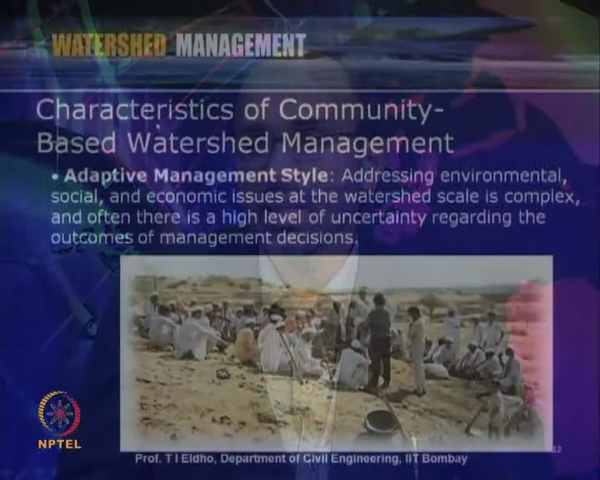 WATERSHED MANAGEMENT
Characteristics of Community-
Based Watershed Management
• Adaptive Management Style: Addressing environmental,
social, and economic issues at the watershed scale is complex,
and often there is a high level of uncertainty regarding the
outcomes of management decisions.
NPTEL
12
Prof. T I Eldho, Department of Civil Engineering, IIT Bombay